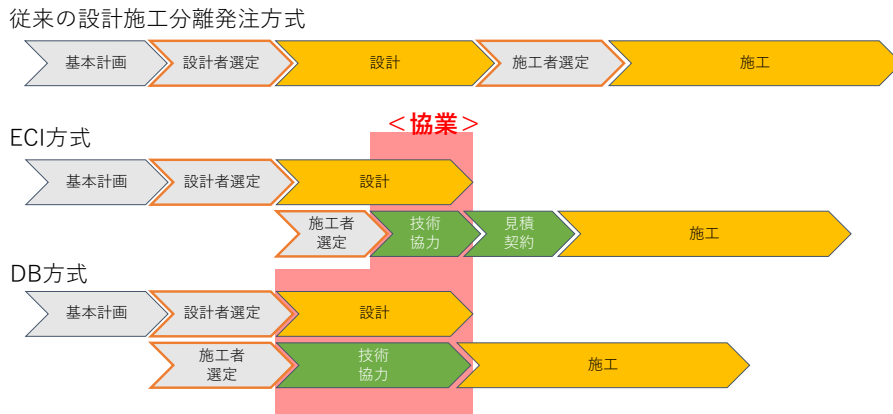 従来の設計施工分離発注方式
基本計画
設計者選定
設計
施工者選定
施工
＜協業＞
ECI方式
基本計画
設計者選定
設計
施工者
選定
技術
協力
見積
契約
施工
DB方式
基本計画
設計者選定
設計
施工者
選定
技術
協力
施工